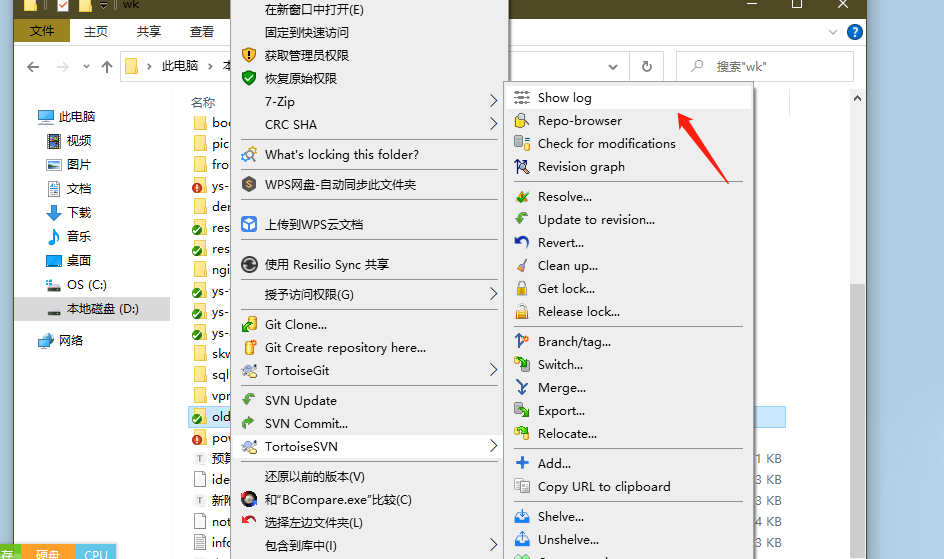 wk
文件 主页 共享 查看
此电脑 本
搜索"wk"
名称
此电脑
视频
图片
文档
下载
音乐
桌面
OS (C:)
本地磁盘 (D:)
网络
boo
pic
fro
ys-
der
res
res
ngi
ys-
ys-
ys-
skw
sql
vpr
old
pow
预算
ide
新附
not
info
1 KB
3 KB
3 KB
4 KB
3 KB
在新窗口中打开(E)
固定到快速访问
获取管理员权限
恢复原始权限
7-Zip
CRC SHA
What's locking this folder?
WPS网盘-自动同步此文件夹
上传到WPS云文档
使用 Resilio Sync 共享
授予访问权限(G)
Git Clone...
Git Create repository here...
TortoiseGit
SVN Update
SVN Commit...
TortoiseSVN
还原以前的版本(V)
和“BCompare.exe”比较(C)
选择左边文件夹(L)
包含到库中(I)
Show log
Repo-browser
Check for modifications
Revision graph
Resolve...
Update to revision...
Revert...
Clean up...
Get lock...
Release lock...
Branch/tag...
Switch...
Merge...
Export...
Relocate...
Add...
Copy URL to clipboard
Shelve...
Unshelve...
存 硬盘 CPU